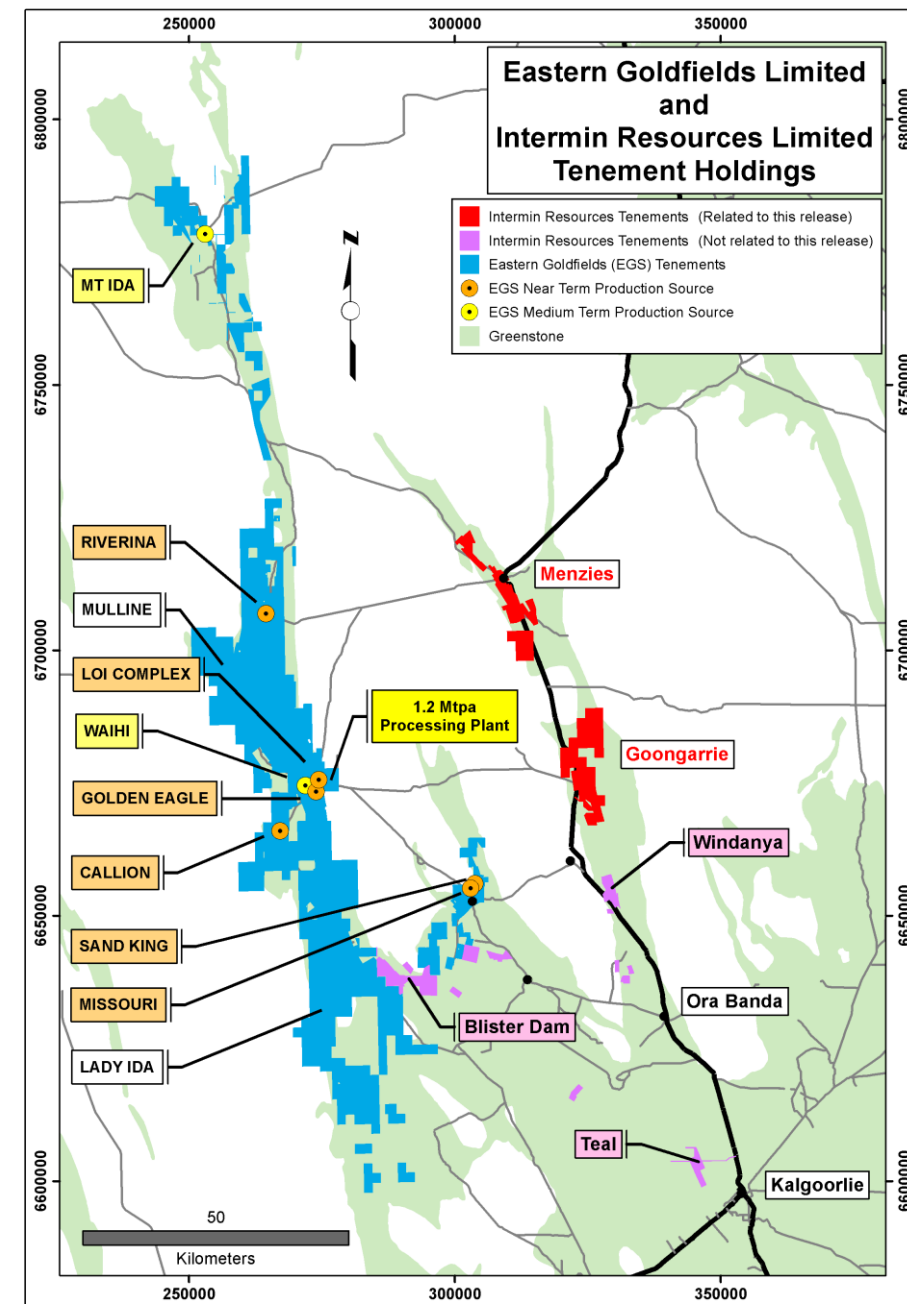 250000
300000
350000
Eastern Goldfields Limited
and
Intermin Resources Limited
Tenement Holdings
6800000
6800000
Intermin Resources Tenements (Related to this release)
Intermin Resources Tenements (Not related to this release)
Eastern Goldfields (EGS) Tenements
EGS Near Term Production Source
EGS Medium Term Production Source
Greenstone
N
MT IDA
6750000
6750000
RIVERINA
Menzies
MULLINE
6700000
6700000
LOI COMPLEX
1.2 Mtpa
Processing Plant
WAIHI
Goongarrie
GOLDEN EAGLE
Windanya
CALLION
6650000
6650000
SAND KING
MISSOURI
Ora Banda
Blister Dam
LADY IDA
Teal
Kalgoorlie
6600000
6600000
50
Kilometers
250000
300000
350000